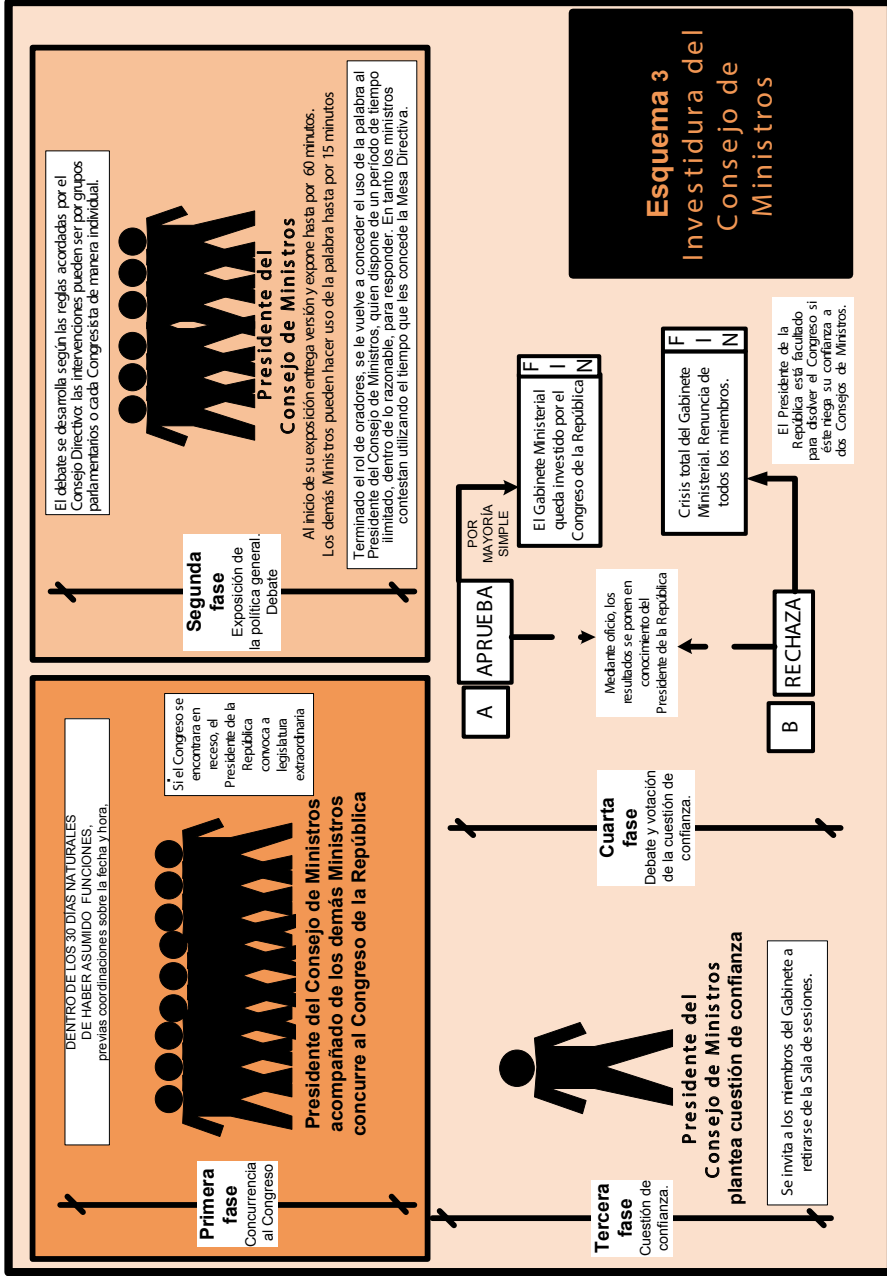 Esquema 3
Investidura del
Consejo de
Ministros
Primera
fase
Concurrencia
al Congreso
DENTRO DE LOS 30 DÍAS NATURALES
DE HABER ASUMIDO FUNCIONES,
previas coordinaciones sobre la fecha y hora,
Si el Congreso se
encontrara en
receso, el
Presidente de la
República
convoca a
legislatura
extraordinaria
Presidente del Consejo de Ministros
acompañado de los demás Ministros
concurre al Congreso de la República
Segunda
fase
Exposición de
la política general.
Debate
El debate se desarrolla según las reglas acordadas por el
Consejo Directivo: las intervenciones pueden ser por grupos
parlamentarios o cada Congresista de manera individual.
Presidente del
Consejo de Ministros
Al inicio de su exposición entrega versión y expone hasta por 60 minutos.
Los demás Ministros pueden hacer uso de la palabra hasta por 15 minutos
Terminado el rol de oradores, se le vuelve a conceder el uso de la palabra al
Presidente del Consejo de Ministros, quien dispone de un período de tiempo
ilimitado, dentro de lo razonable, para responder. En tanto los ministros
contestan utilizando el tiempo que les concede la Mesa Directiva.
Tercera
fase
Cuestión de
confianza.
Presidente del
Consejo de Ministros
plantea cuestión de confianza
Se invita a los miembros del Gabinete a
retirarse de la Sala de sesiones.
Cuarta
fase
Debate y votación
de la cuestión de
confianza.
A
APRUEBA
POR
MAYORÍA
SIMPLE
El Gabinete Ministerial
queda investido por el
Congreso de la República
F I N
Mediante oficio, los
resultados se ponen en
conocimiento del
Presidente de la República
B
RECHAZA
Crisis total del Gabinete
Ministerial. Renuncia de
todos los miembros.
F I N
El Presidente de la
República está facultado
para disolver el Congreso si
éste niega su confianza a
dos Consejos de Ministros.